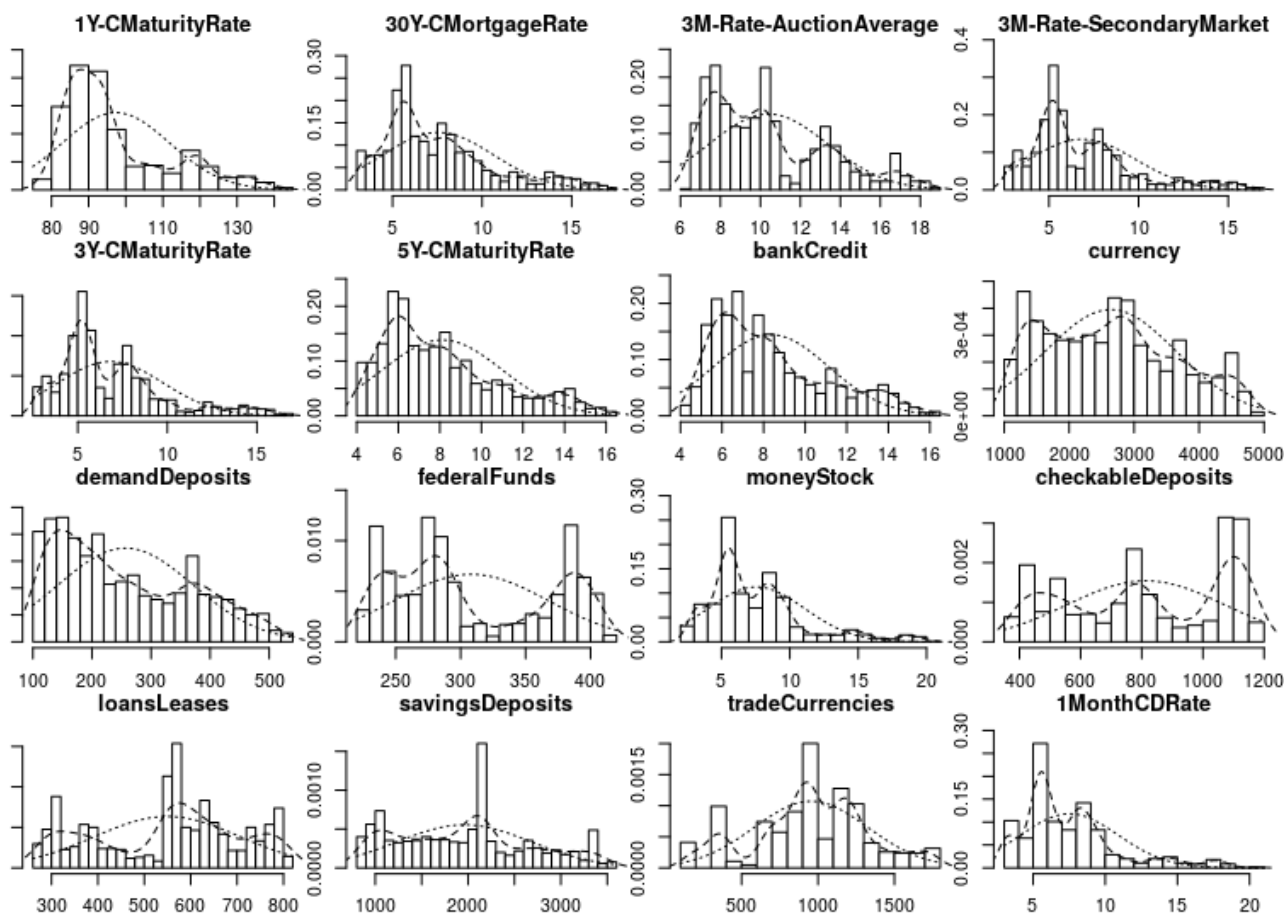 1Y-CMaturityRate 30Y-CMortgageRate 3M-Rate-AuctionAverage 3M-Rate-SecondaryMarket
0.00 0.15 0.30
0.00 0.10 0.20
0.0 0.2 0.4
80 90 110 130
5 10 15
6 8 10 12 14 16 18
5 10 15
3Y-CMaturityRate 5Y-CMaturityRate bankCredit currency
0.00 0.10 0.20
0.00 0.10 0.20
0e+00 3e-04
5 10 15
4 6 8 10 12 14 16
4 6 8 10 12 14 16
1000 2000 3000 4000 5000
demandDeposits federalFunds moneyStock checkableDeposits
0.000 0.010
0.00 0.15 0.30
0.000 0.002
100 200 300 400 500
250 300 350 400
5 10 15 20
400 600 800 1000 1200
loansLeases savingsDeposits tradeCurrencies 1MonthCDRate
0.0000 0.0010
0.0000 0.0015
0.00 0.15 0.30
300 400 500 600 700 800
1000 2000 3000
500 1000 1500
5 10 15 20